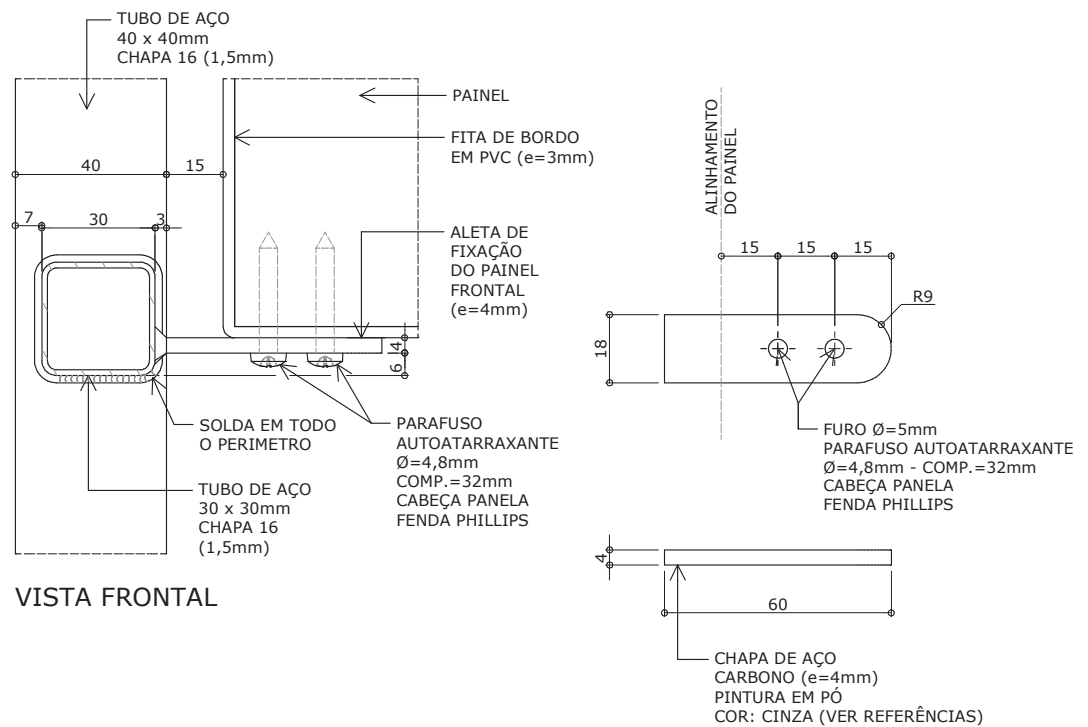 TUBO DE AÇO
40 x 40mm
CHAPA 16 (1,5mm)
PAINEL
FITA DE BORDO
EM PVC (e=3mm)
40
15
7
30
3
ALETA DE
FIXAÇÃO
DO PAINEL
FRONTAL
(e=4mm)
4
6
SOLDA EM TODO
O PERIMETRO
PARAFUSO
AUTOATARRAXANTE
Ø=4,8mm
COMP.=32mm
CABEÇA PANELA
FENDA PHILLIPS
TUBO DE AÇO
30 x 30mm
CHAPA 16
(1,5mm)
VISTA FRONTAL
ALINHAMENTO
DO PAINEL
15
15
15
R9
18
FURO Ø=5mm
PARAFUSO AUTOATARRAXANTE
Ø=4,8mm - COMP.=32mm
CABEÇA PANELA
FENDA PHILLIPS
4
60
CHAPA DE AÇO
CARBONO (e=4mm)
PINTURA EM PÓ
COR: CINZA (VER REFERÊNCIAS)